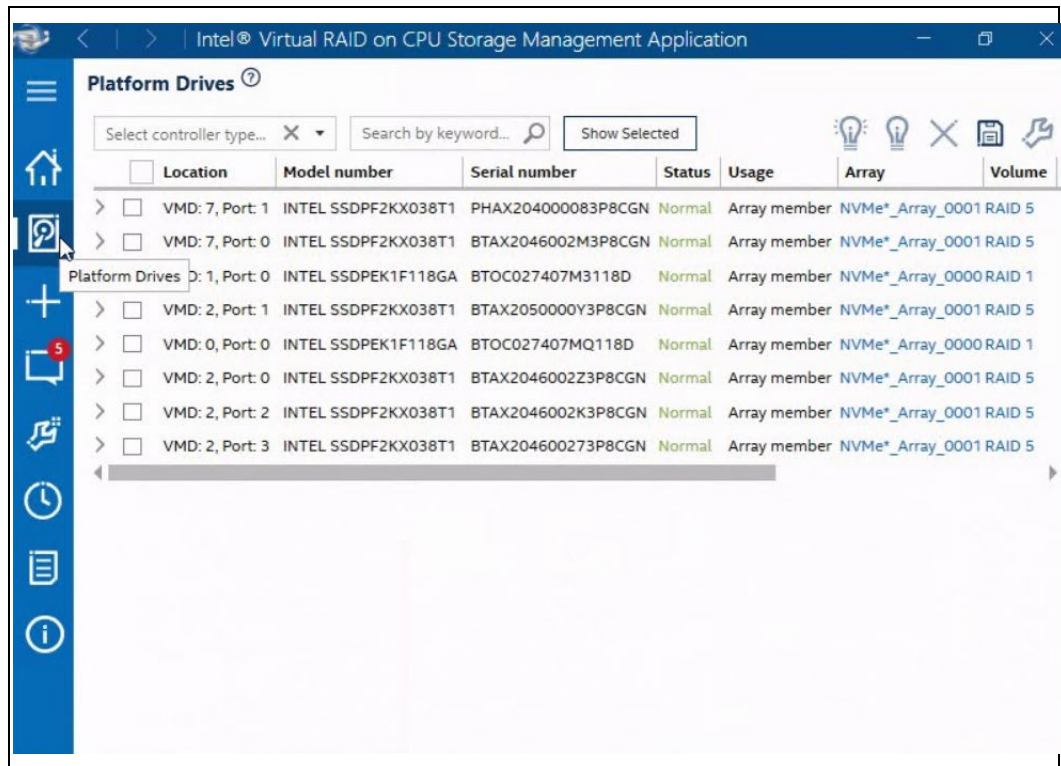 Intel® Virtual RAID on CPU Storage Management Application
Platform Drives ?
Select controller type... Search by keyword... Show Selected
Location Model number Serial number Status Usage Array Volume
VMD: 7, Port: 1 INTEL SSDPF2KX038T1 PHAX204000083P8CGN Normal Array member NVMe*_Array_0001 RAID 5
VMD: 7, Port: 0 INTEL SSDPF2KX038T1 BTAX2046002M3P8CGN Normal Array member NVMe*_Array_0001 RAID 5
Platform Drives D: 1, Port: 0 INTEL SSDPEK1F118GA BTOC027407M3118D Normal Array member NVMe*_Array_0000 RAID 1
VMD: 2, Port: 1 INTEL SSDPF2KX038T1 BTAX2050000Y3P8CGN Normal Array member NVMe*_Array_0001 RAID 5
5
VMD: 0, Port: 0 INTEL SSDPEK1F118GA BTOC027407MQ118D Normal Array member NVMe*_Array_0000 RAID 1
VMD: 2, Port: 0 INTEL SSDPF2KX038T1 BTAX2046002Z3P8CGN Normal Array member NVMe*_Array_0001 RAID 5
VMD: 2, Port: 2 INTEL SSDPF2KX038T1 BTAX2046002K3P8CGN Normal Array member NVMe*_Array_0001 RAID 5
VMD: 2, Port: 3 INTEL SSDPF2KX038T1 BTAX204600273P8CGN Normal Array member NVMe*_Array_0001 RAID 5